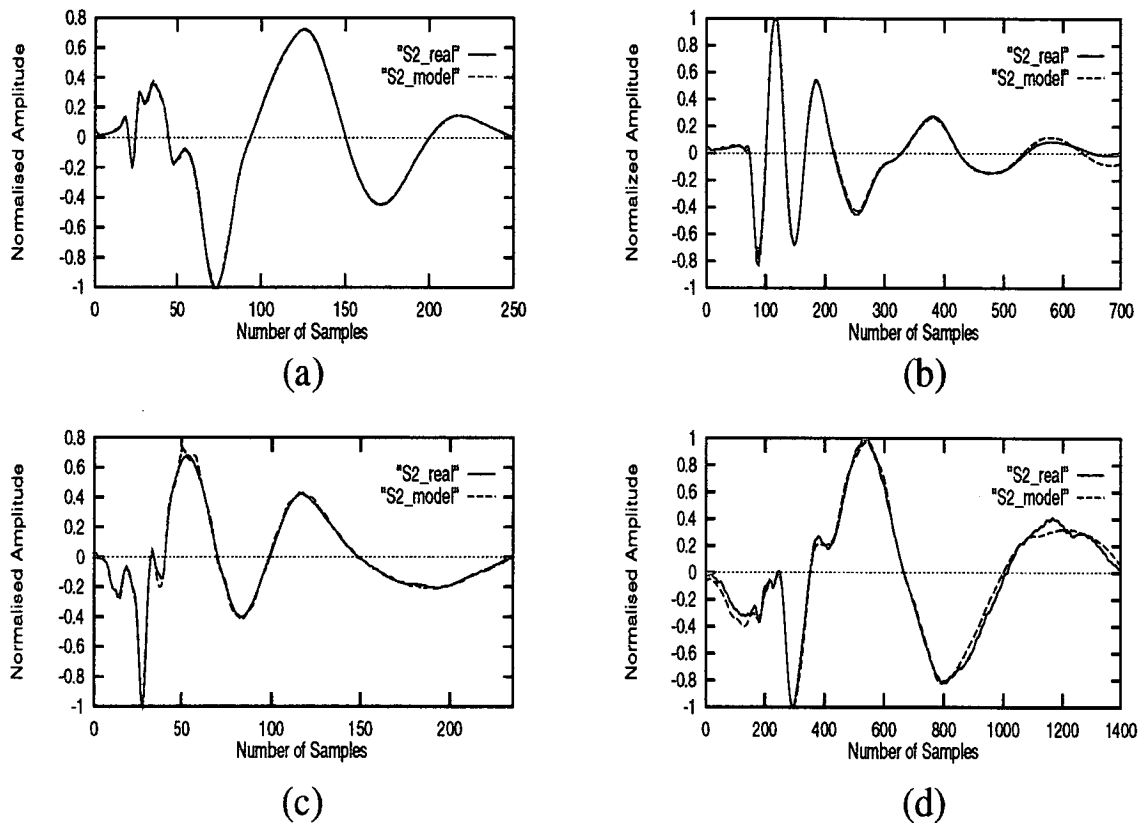 Normalised Amplitude
0.8
0.6
0.4
0.2
0
-0.2
-0.4
-0.6
-0.8
-1
"S2_real"
"S2_model"
0 50 100 150 200 250
Number of Samples
(a)
Normalized Amplitude
1
0.8
0.6
0.4
0.2
0
-0.2
-0.4
-0.6
-0.8
-1
"S2_real"
"S2_model"
0 100 200 300 400 500 600 700
Number of Samples
(b)
Normalised Amplitude
0.8
0.6
0.4
0.2
0
-0.2
-0.4
-0.6
-0.8
-1
"S2_real"
"S2_model"
0 50 100 150 200
Number of Samples
(c)
Normalised Amplitude
1
0.8
0.6
0.4
0.2
0
-0.2
-0.4
-0.6
-0.8
-1
"S2_real"
"S2_model"
0 200 400 600 800 1000 1200 1400
Number of Samples
(d)